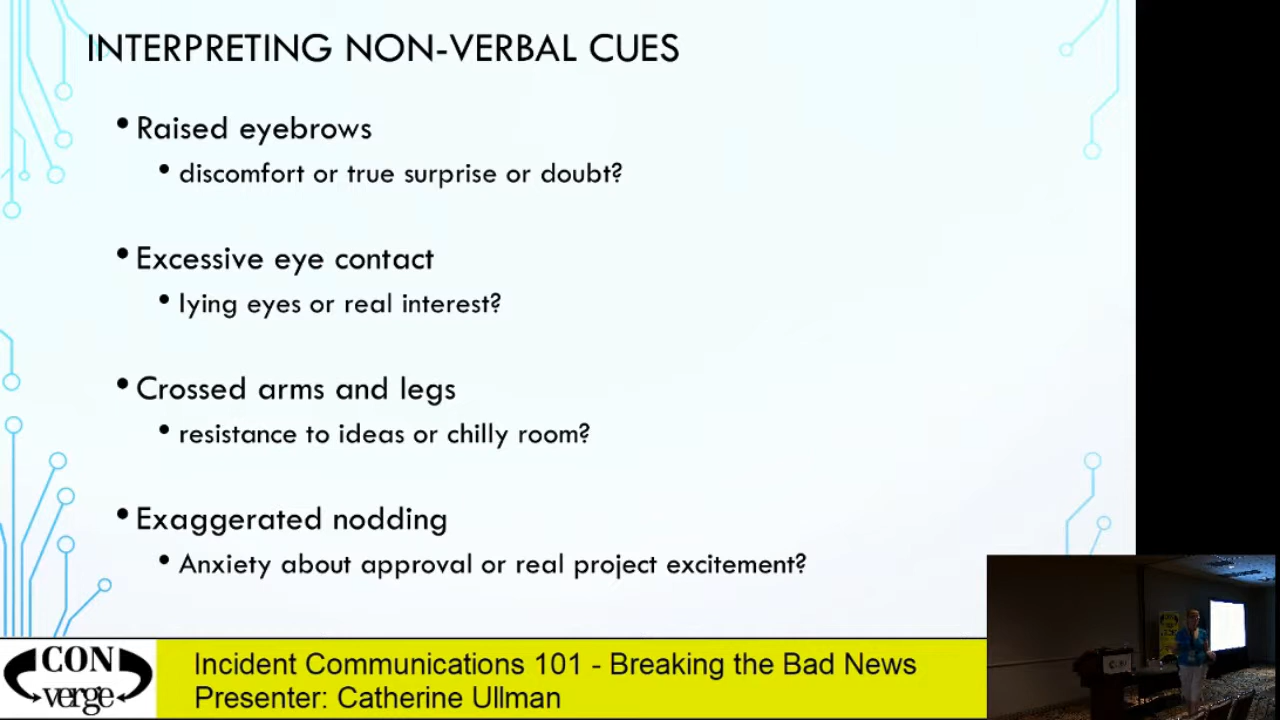 INTERPRETING NON-VERBAL CUES
• Raised eyebrows
• discomfort or true surprise or doubt?
• Excessive eye contact
• lying eyes or real interest?
• Crossed arms and legs
• resistance to ideas or chilly room?
• Exaggerated nodding
• Anxiety about approval or real project excitement?
CON
verge
Incident Communications 101 - Breaking the Bad News
Presenter: Catherine Ullman